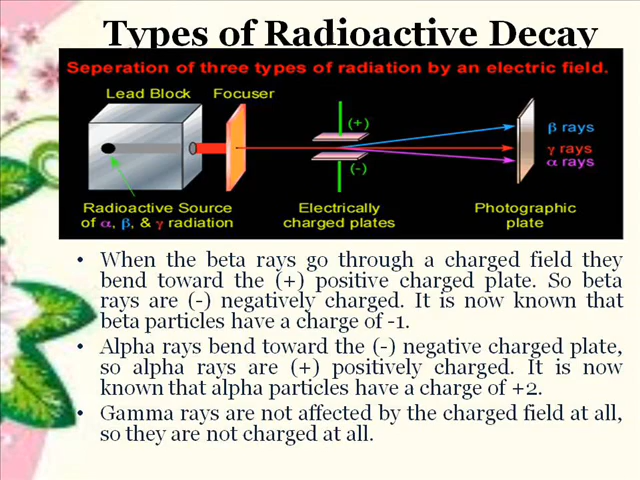 Types of Radioactive Decay
Seperation of three types of radiation by an electric field.
Lead Block
Focuser
(+)
β rays
γ rays
α rays
(-)
Radioactive Source
of α, β, & γ radiation
Electrically
charged plates
Photographic
plate
• When the beta rays go through a charged field they
bend toward the (+) positive charged plate. So beta
rays are (-) negatively charged. It is now known that
beta particles have a charge of -1.
• Alpha rays bend toward the (-) negative charged plate,
so alpha rays are (+) positively charged. It is now
known that alpha particles have a charge of +2.
• Gamma rays are not affected by the charged field at all,
so they are not charged at all.